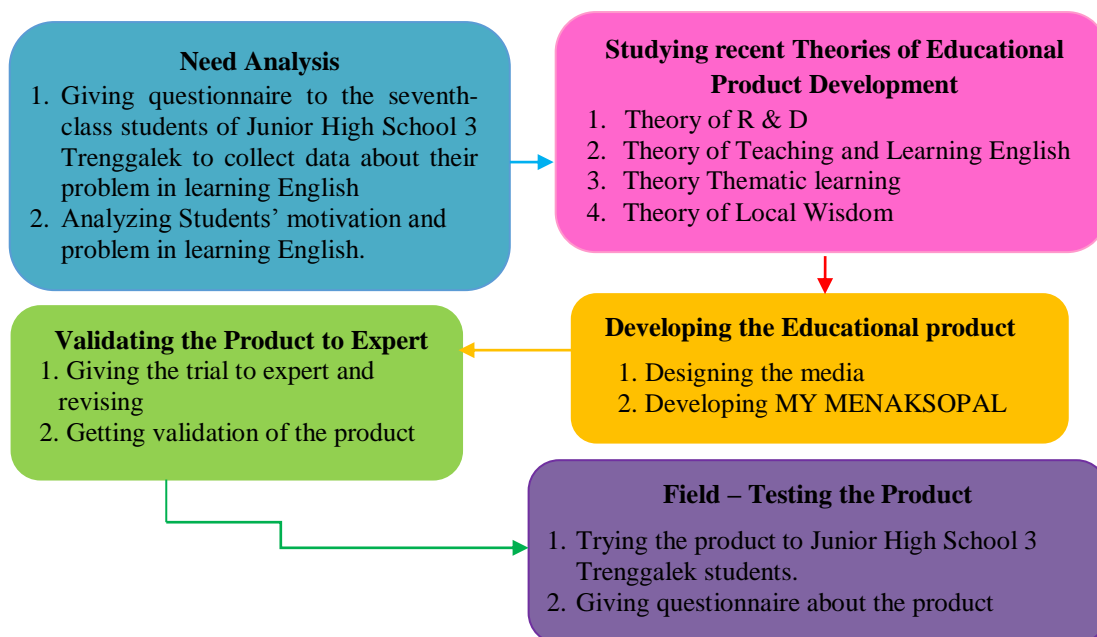 Need Analysis
1. Giving questionnaire to the seventh-
class students of Junior High School 3
Trenggalek to collect data about their
problem in learning English
2. Analyzing Students’ motivation and
problem in learning English.
Studying recent Theories of Educational
Product Development
1. Theory of R & D
2. Theory of Teaching and Learning English
3. Theory Thematic learning
4. Theory of Local Wisdom
Developing the Educational product
1. Designing the media
2. Developing MY MENAKSOPAL
Validating the Product to Expert
1. Giving the trial to expert and
revising
2. Getting validation of the product
Field – Testing the Product
1. Trying the product to Junior High School 3
Trenggalek students.
2. Giving questionnaire about the product